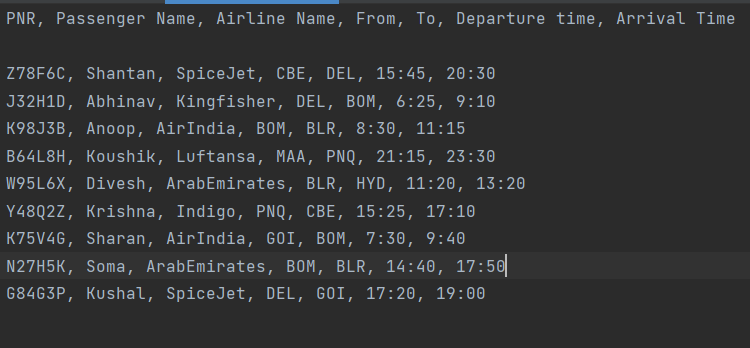 PNR, Passenger Name, Airline Name, From, To, Departure time, Arrival Time
Z78F6C, Shantan, SpiceJet, CBE, DEL, 15:45, 20:30
J32H1D, Abhinav, Kingfisher, DEL, BOM, 6:25, 9:10
K98J3B, Anoop, AirIndia, BOM, BLR, 8:30, 11:15
B64L8H, Koushik, Luftansa, MAA, PNQ, 21:15, 23:30
W95L6X, Divesh, ArabEmirates, BLR, HYD, 11:20, 13:20
Y48Q2Z, Krishna, Indigo, PNQ, CBE, 15:25, 17:10
K75V4G, Sharan, AirIndia, GOI, BOM, 7:30, 9:40
N27H5K, Soma, ArabEmirates, BOM, BLR, 14:40, 17:50
G84G3P, Kushal, SpiceJet, DEL, GOI, 17:20, 19:00